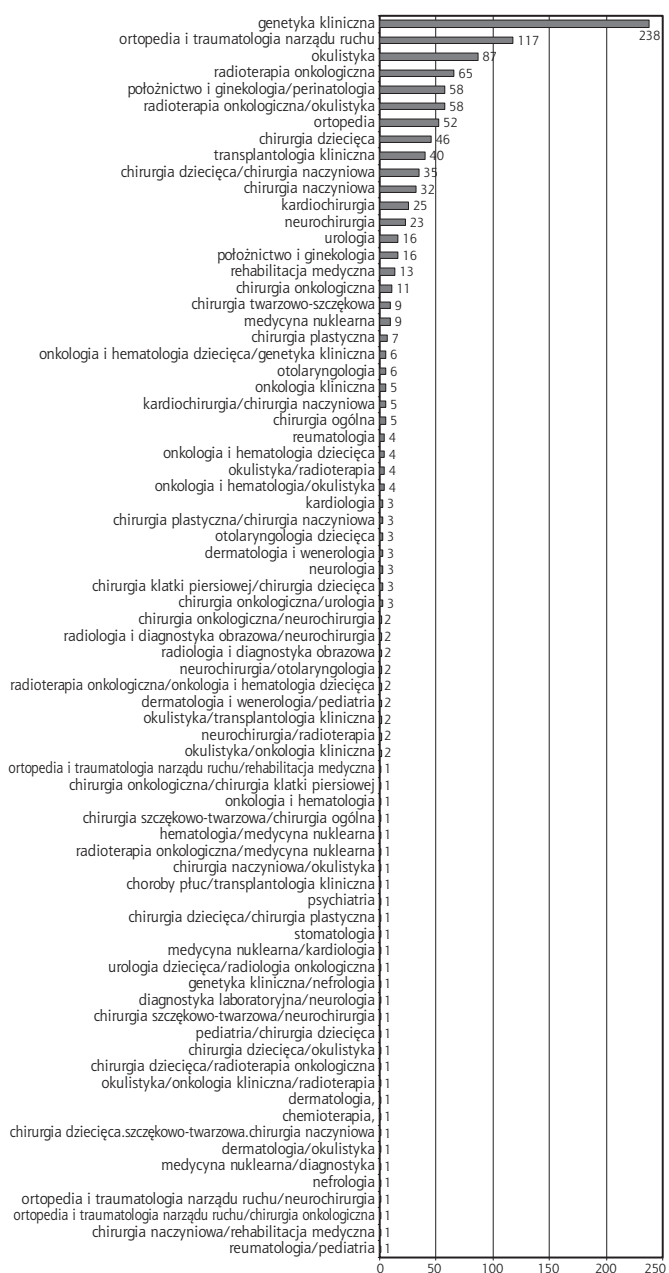 genetyka kliniczna 238
ortopedia i traumatologia narządu ruchu 117
okulistyka 87
radioterapia onkologiczna 65
położnictwo i ginekologia/perinatologia 58
radioterapia onkologiczna/okulistyka 58
ortopedia 52
chirurgia dziecięca 46
transplantologia kliniczna 40
chirurgia dziecięca/chirurgia naczyniowa 35
chirurgia naczyniowa 32
kardiochirurgia 25
neurochirurgia 23
urologia 16
położnictwo i ginekologia 16
rehabilitacja medyczna 13
chirurgia onkologiczna 11
chirurgia twarzowo-szczękowa 9
medycyna nuklearna 9
chirurgia plastyczna 7
onkologia i hematologia dziecięca/genetyka kliniczna 6
otolaryngologia 6
onkologia kliniczna 5
kardiochirurgia/chirurgia naczyniowa 5
chirurgia ogólna 5
reumatologia 4
onkologia i hematologia dziecięca 4
okulistyka/radioterapia 4
onkologia i hematologia/okulistyka 4
kardiologia 3
chirurgia plastyczna/chirurgia naczyniowa 3
otolaryngologia dziecięca 3
dermatologia i wenerologia 3
neurologia 3
chirurgia klatki piersiowej/chirurgia dziecięca 3
chirurgia onkologiczna/urologia 3
chirurgia onkologiczna/neurochirurgia 2
radiologia i diagnostyka obrazowa/neurochirurgia 2
radiologia i diagnostyka obrazowa 2
neurochirurgia/otolaryngologia 2
radioterapia onkologiczna/onkologia i hematologia dziecięca 2
dermatologia i wenerologia/pediatria 2
okulistyka/transplantologia kliniczna 2
neurochirurgia/radioterapia 2
okulistyka/onkologia kliniczna 2
ortopedia i traumatologia narządu ruchu/rehabilitacja medyczna 1
chirurgia onkologiczna/chirurgia klatki piersiowej 1
onkologia i hematologia 1
chirurgia szczękowo-twarzowa/chirurgia ogólna 1
hematologia/medycyna nuklearna 1
radioterapia onkologiczna/medycyna nuklearna 1
chirurgia naczyniowa/okulistyka 1
choroby płuc/transplantologia kliniczna 1
psychiatria 1
chirurgia dziecięca/chirurgia plastyczna 1
stomatologia 1
medycyna nuklearna/kardiologia 1
urologia dziecięca/radiologia onkologiczna 1
genetyka kliniczna/nefrologia 1
diagnostyka laboratoryjna/neurologia 1
chirurgia szczękowo-twarzowa/neurochirurgia 1
pediatria/chirurgia dziecięca 1
chirurgia dziecięca/okulistyka 1
chirurgia dziecięca/radioterapia onkologiczna 1
okulistyka/onkologia kliniczna/radioterapia 1
dermatologia, 1
chemioterapia, 1
chirurgia dziecięca.szczękowo-twarzowa.chirurgia naczyniowa 1
dermatologia/okulistyka 1
medycyna nuklearna/diagnostyka 1
nefrologia 1
ortopedia i traumatologia narządu ruchu/neurochirurgia 1
ortopedia i traumatologia narządu ruchu/chirurgia onkologiczna 1
chirurgia naczyniowa/rehabilitacja medyczna 1
reumatologia/pediatria 1
0 50 100 150 200 250